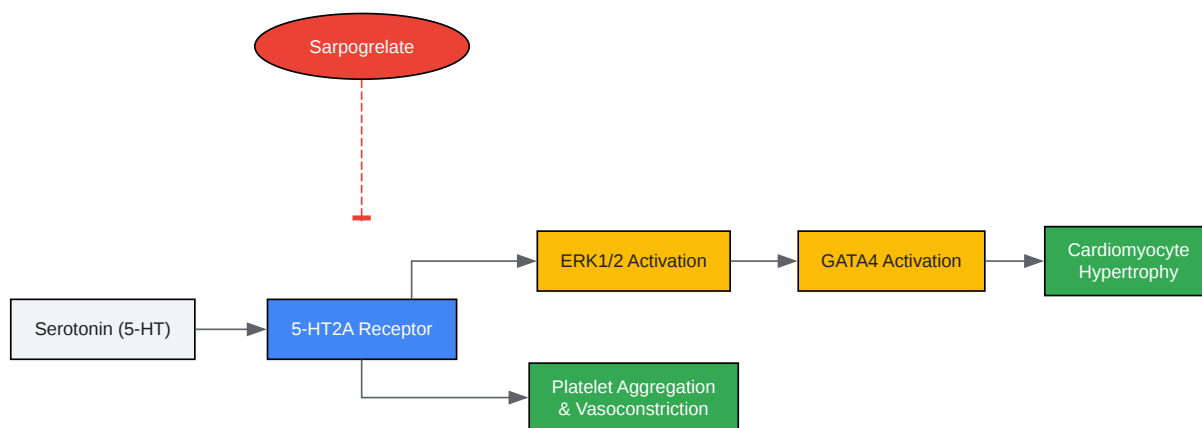 Sarpogrelate
ERK1/2 Activation
GATA4 Activation
Cardiomyocyte
Hypertrophy
Serotonin (5-HT)
5-HT2A Receptor
Platelet Aggregation
& Vasoconstriction